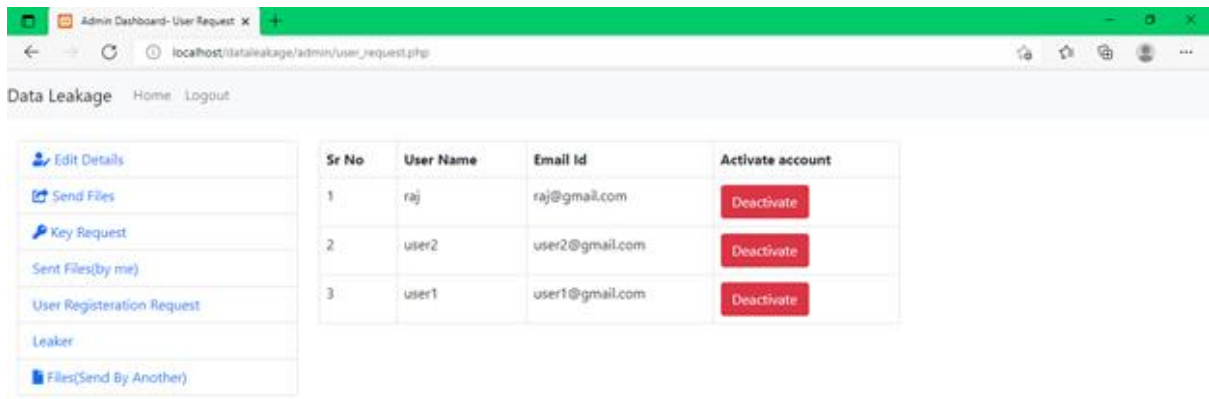 Admin Dashboard- User Request
localhost/dataleakage/admin/user_request.php
Data Leakage Home Logout
Edit Details
Send Files
Key Request
Sent Files(by me)
User Registeration Request
Leaker
Files(Send By Another)
Sr No User Name Email Id Activate account
1 raj raj@gmail.com Deactivate
2 user2 user2@gmail.com Deactivate
3 user1 user1@gmail.com Deactivate